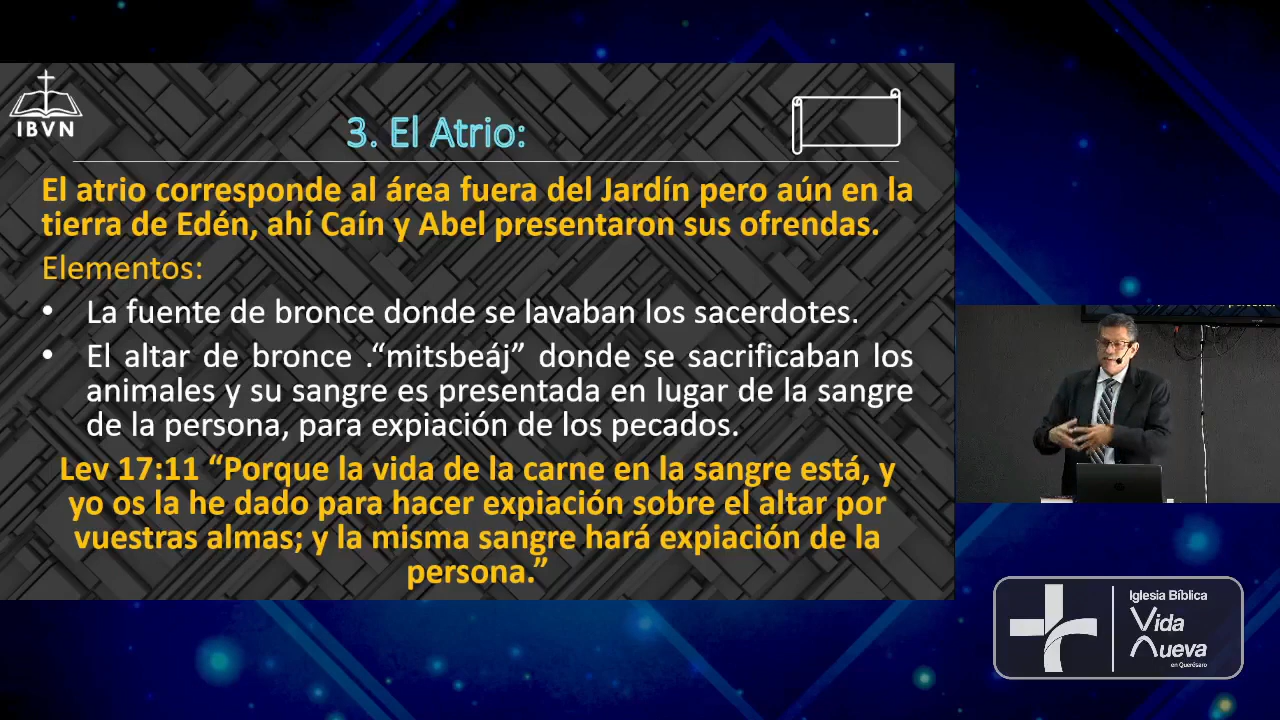 IBVN
3. El Atrio:
El atrio corresponde al área fuera del Jardín pero aún en la
tierra de Edén, ahí Caín y Abel presentaron sus ofrendas.
Elementos:
• La fuente de bronce donde se lavaban los sacerdotes.
• El altar de bronce .“mitsbeáj” donde se sacrificaban los
animales y su sangre es presentada en lugar de la sangre
de la persona, para expiación de los pecados.
Lev 17:11 “Porque la vida de la carne en la sangre está, y
yo os la he dado para hacer expiación sobre el altar por
vuestras almas; y la misma sangre hará expiación de la
persona.”
Iglesia Bíblica
Vida
Nueva
en Querétaro